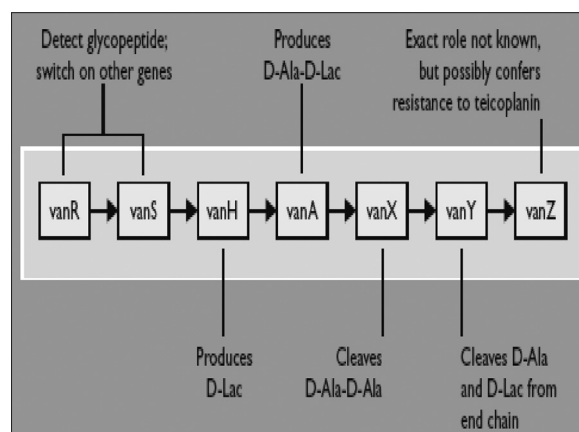 Detect glycopeptide;
switch on other genes
Produces
D-Ala-D-Lac
Exact role not known,
but possibly confers
resistance to teicoplanin
vanR
vanS
vanH
vanA
vanX
vanY
vanZ
Produces
D-Lac
Cleaves
D-Ala-D-Ala
Cleaves D-Ala
and D-Lac from
end chain